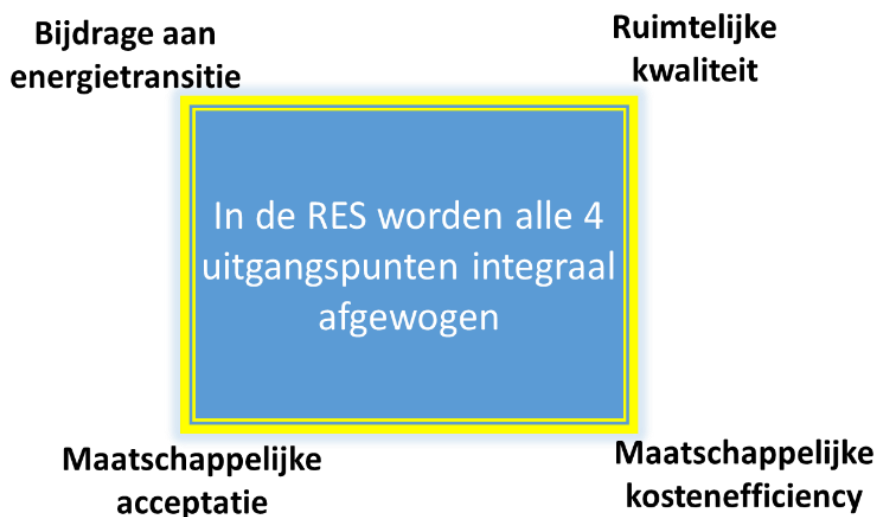 Bijdrage aan
energietransitie
Ruimtelijke
kwaliteit
In de RES worden alle 4
uitgangspunten integraal
afgewogen
Maatschappelijke
acceptatie
Maatschappelijke
kostenefficiency